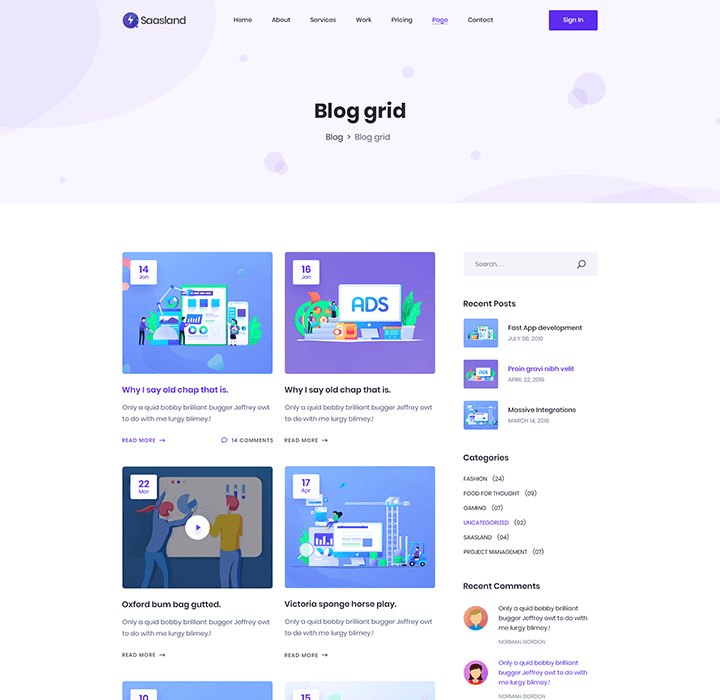 Saasland
Home
About
Services
Work
Pricing
Page
Contact
Sign In
Blog grid
Blog > Blog grid
14
Jan
Why I say old chap that is.
Only a quid bobby brilliant bugger Jeffrey owt
to do with me lurgy blimey.!
READ MORE
14 COMMENTS
16
Jan
ADS
Why I say old chap that is.
Only a quid bobby brilliant bugger Jeffrey owt
to do with me lurgy blimey.!
READ MORE
22
Mar
Oxford bum bag gutted.
Only a quid bobby brilliant bugger Jeffrey owt
to do with me lurgy blimey.!
READ MORE
17
Apr
Victoria sponge horse play.
Only a quid bobby brilliant bugger Jeffrey owt
to do with me lurgy blimey.!
READ MORE
10
15
Search. . .
Recent Posts
Fast App development
JULY 06, 2019
ADS
Proin gravi nibh velit
APRIL 22, 2019
Massive Integrations
MARCH 14, 2019
Categories
FASHION (24)
FOOD FOR THOUGHT (09)
GAMING (07)
UNCATEGORIZED (02)
SAASLAND (04)
PROJECT MANAGEMENT (07)
Recent Comments
Only a quid bobby brilliant
bugger Jeffrey owt to do with
me lurgy blimey.!
NORMAN GORDON
Only a quid bobby brilliant
bugger Jeffrey owt to do with
me lurgy blimey.!
NORMAN GORDON